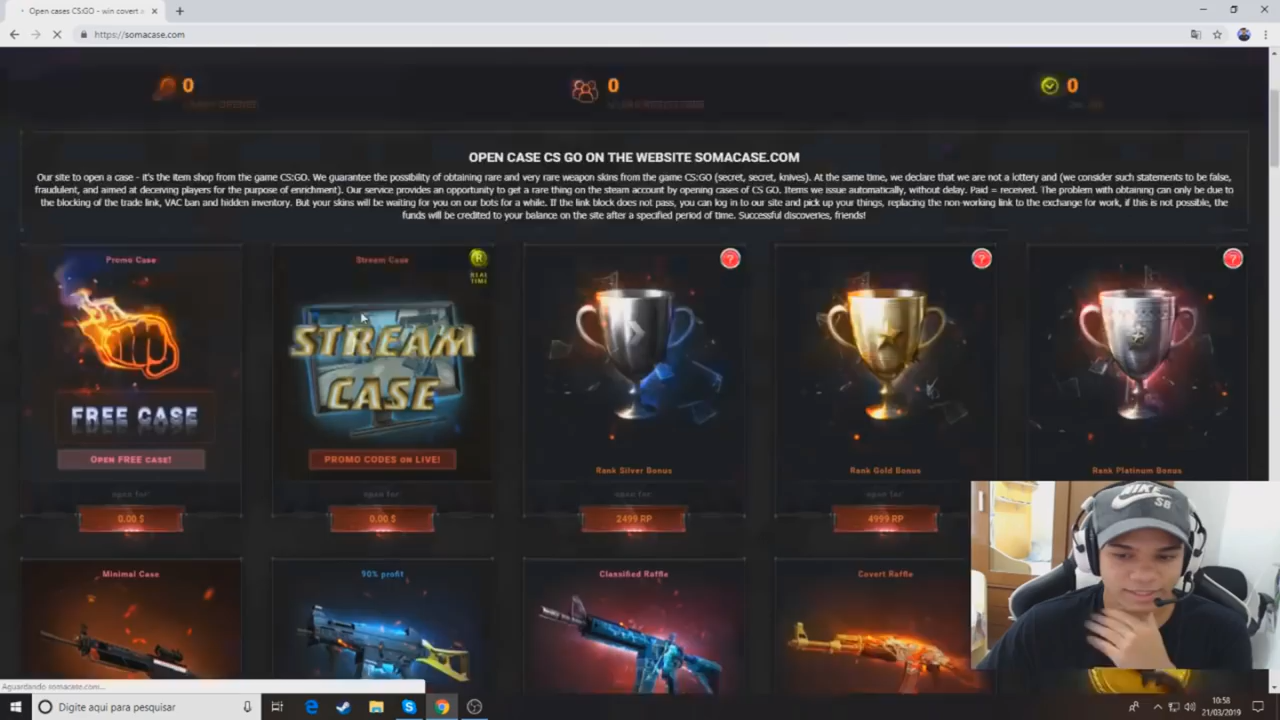 Open cases CS:GO - win covert
https://somacase.com
0
0
0
OPEN CASE CS GO ON THE WEBSITE SOMACASE.COM
Our site to open a case - it's the item shop from the game CS:GO. We guarantee the possibility of obtaining rare and very rare weapon skins from the game CS:GO (secret, secret, knives). At the same time, we declare that we are not a lottery and (we consider such statements to be false,
fraudulent, and aimed at deceiving players for the purpose of enrichment). Our service provides an opportunity to get a rare thing on the steam account by opening cases of CS GO. Items we issue automatically, without delay. Paid = received. The problem with obtaining can only be due to
the blocking of the trade link, VAC ban and hidden inventory. But your skins will be waiting for you on our bots for a while. If the link block does not pass, you can log in to our site and pick up your things, replacing the non-working link to the exchange for work, if this is not possible, the
funds will be credited to your balance on the site after a specified period of time. Successful discoveries, friends!
Promo Case
Stream Case
R
REAL
TIME
?
?
?
STREAM
CASE
FREE CASE
OPEN FREE CASE!
PROMO CODES ON LIVE!
Rank Silver Bonus
Rank Gold Bonus
Rank Platinum Bonus
open for:
open for:
open for:
open for:
0.00 $
0.00 $
2499 RP
4999 RP
NIKE
SB
Minimal Case
90% profit
Classified Raffle
Covert Raffle
Aguardando somacase.com...
Digite aqui para pesquisar
10:58
21/03/2019